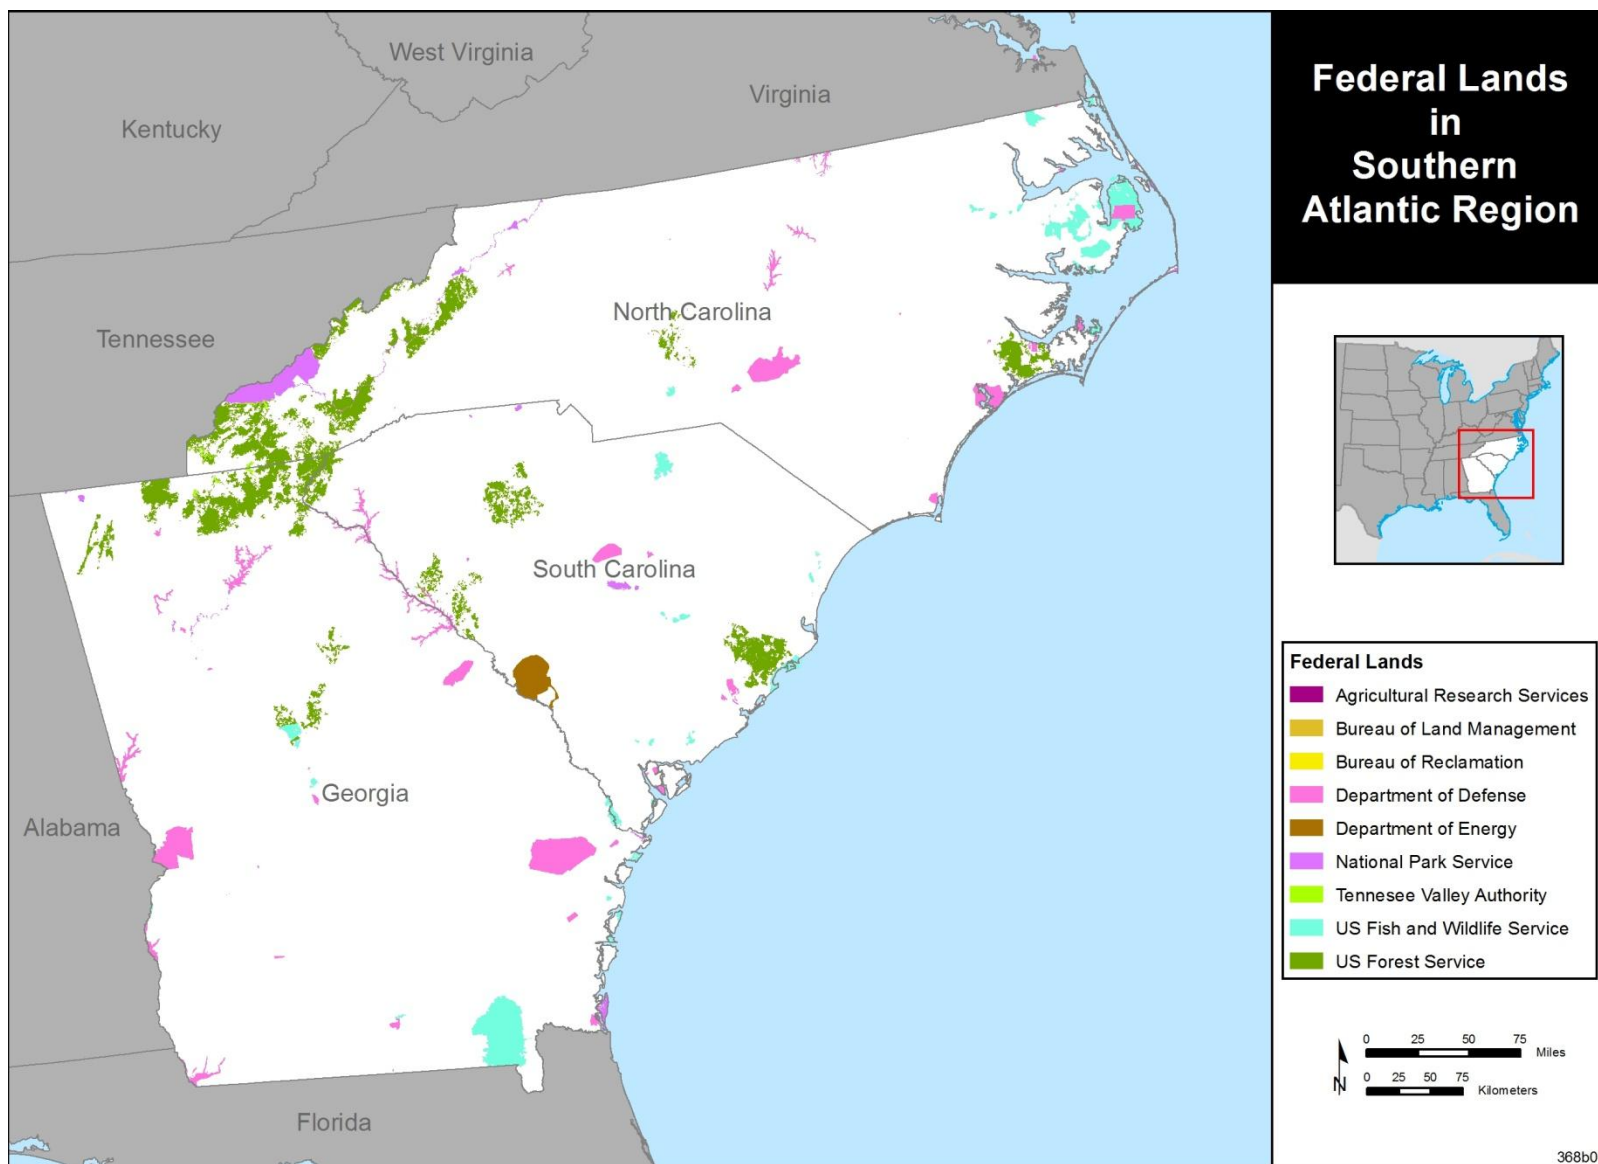 Federal Lands
in
Southern
Atlantic Region
West Virginia
Virginia
Kentucky
Tennessee
North Carolina
South Carolina
Georgia
Alabama
Florida
Federal Lands
Agricultural Research Services
Bureau of Land Management
Bureau of Reclamation
Department of Defense
Department of Energy
National Park Service
Tennesee Valley Authority
US Fish and Wildlife Service
US Forest Service
N
0 25 50 75
Miles
0 25 50 75
Kilometers
368b0